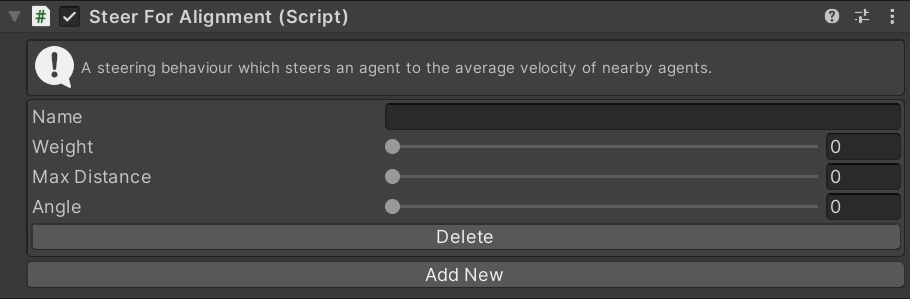 Steer For Alignment (Script)
A steering behaviour which steers an agent to the average velocity of nearby agents.
Name
Weight 0
Max Distance 0
Angle 0
Delete
Add New